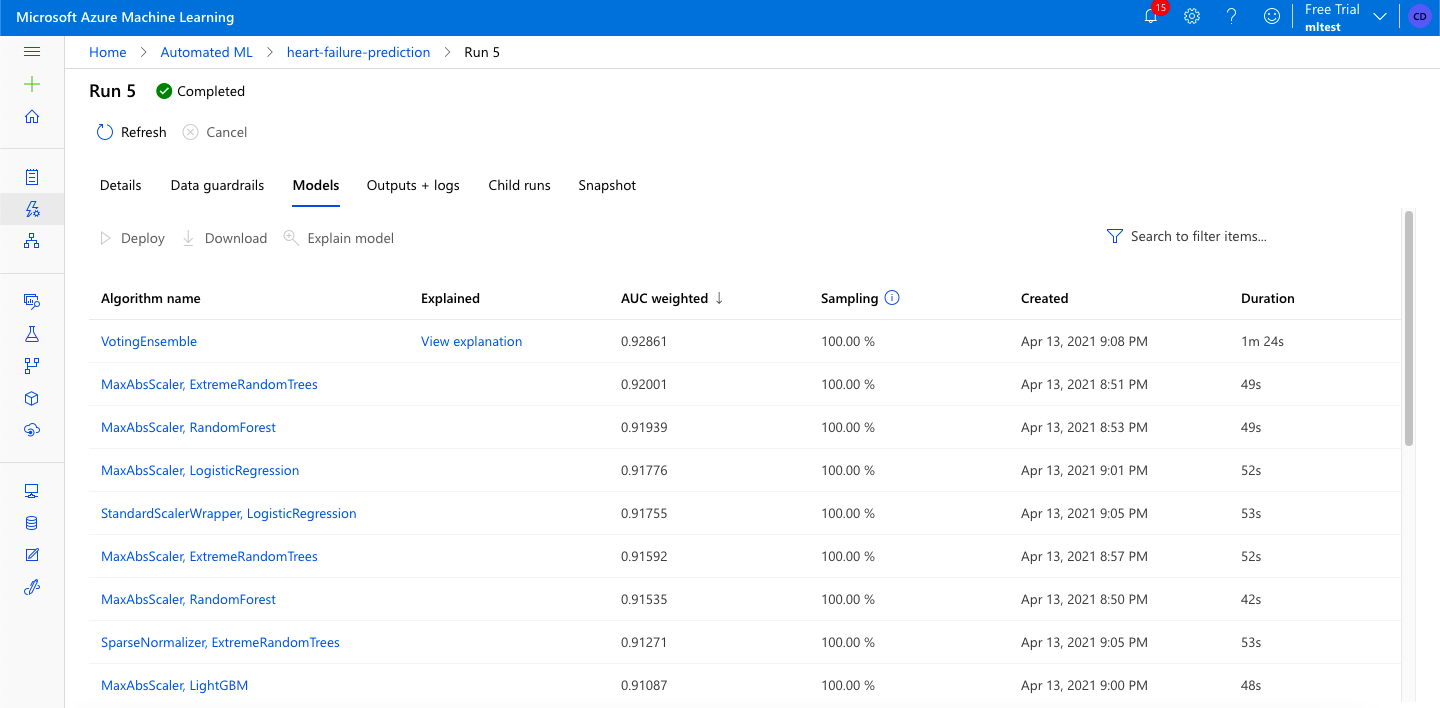 Microsoft Azure Machine Learning
15
Free Trial
mltest
CD
Home > Automated ML > heart-failure-prediction > Run 5
Run 5 Completed
Refresh Cancel
Details Data guardrails Models Outputs + logs Child runs Snapshot
Deploy Download Explain model Search to filter items...
Algorithm name Explained AUC weighted ↓ Sampling Created Duration
VotingEnsemble View explanation 0.92861 100.00 % Apr 13, 2021 9:08 PM 1m 24s
MaxAbsScaler, ExtremeRandomTrees 0.92001 100.00 % Apr 13, 2021 8:51 PM 49s
MaxAbsScaler, RandomForest 0.91939 100.00 % Apr 13, 2021 8:53 PM 49s
MaxAbsScaler, LogisticRegression 0.91776 100.00 % Apr 13, 2021 9:01 PM 52s
StandardScalerWrapper, LogisticRegression 0.91755 100.00 % Apr 13, 2021 9:05 PM 53s
MaxAbsScaler, ExtremeRandomTrees 0.91592 100.00 % Apr 13, 2021 8:57 PM 52s
MaxAbsScaler, RandomForest 0.91535 100.00 % Apr 13, 2021 8:50 PM 42s
SparseNormalizer, ExtremeRandomTrees 0.91271 100.00 % Apr 13, 2021 9:05 PM 53s
MaxAbsScaler, LightGBM 0.91087 100.00 % Apr 13, 2021 9:00 PM 48s